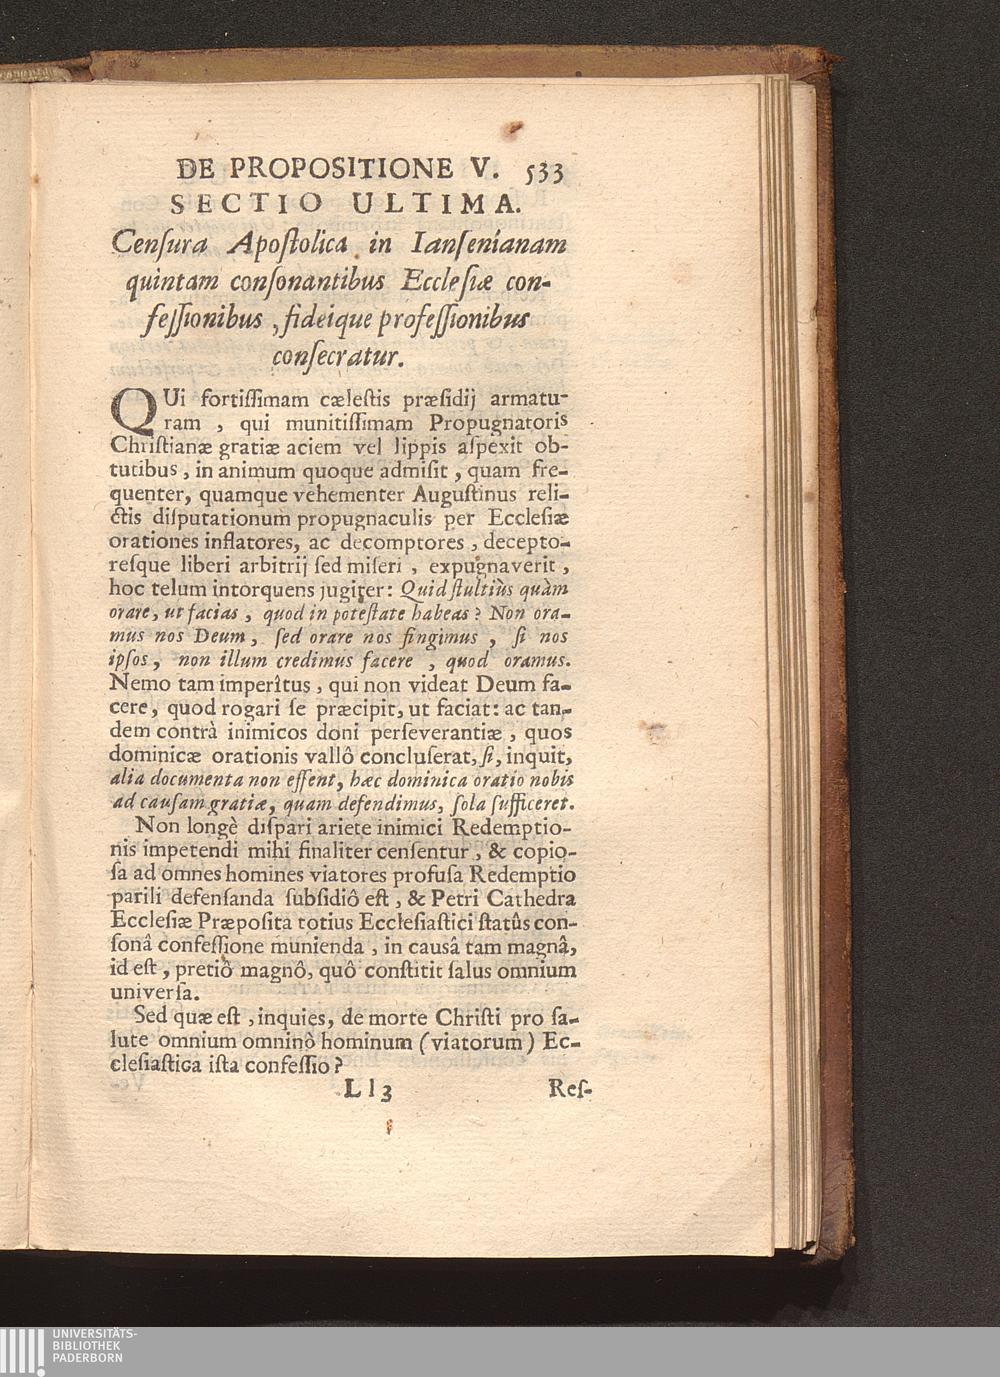 DE PROPOSITIONE V. 533
SECTIO ULTIMA.
Cenſura Apoſtolica in Ianſenianam
quintam conſonantibus Eccleſiæ con-
feſſionibus, fideique profeſſionibus
conſecratur.
QUi fortiſſimam cæleſtis præſidij armatu-
ram, qui munitiſſimam Propugnatoris
Chriſtianæ gratiæ aciem vel lippis aſpexit ob-
tutibus, in animum quoque admiſit, quam fre-
quenter, quamque vehementer Auguſtinus reli-
ctis diſputationum propugnaculis per Eccleſiæ
orationes inflatores, ac decomptores, decepto-
reſque liberi arbitrij ſed miſeri, expugnaverit,
hoc telum intorquens jugiter: Quid ſtultiùs quàm
orare, ut facias, quod in poteſtate habeas? Non ora-
mus nos Deum, ſed orare nos fingimus, ſi nos
ipſos, non illum credimus facere, quod oramus.
Nemo tam imperîtus, qui non videat Deum fa-
cere, quod rogari ſe præcipit, ut faciat: ac tan-
dem contrà inimicos doni perſeverantiæ, quos
dominicæ orationis vallô concluſerat, ſi, inquit,
alia documenta non eſſent, hæc dominica oratio nobis
ad cauſam gratiæ, quam defendimus, ſola ſufficeret.
Non longè diſpari ariete inimici Redemptio-
nis impetendi mihi finaliter cenſentur, & copio-
ſa ad omnes homines viatores profuſa Redemptio
parili defenſanda ſubſidiô eſt, & Petri Cathedra
Eccleſiæ Præpoſita totius Eccleſiaſtici ſtatûs con-
ſonâ confeſſione munienda, in cauſâ tam magnâ,
id eſt, pretiô magnô, quô conſtitit ſalus omnium
univerſa.
Sed quæ eſt, inquies, de morte Chriſti pro ſa-
lute omnium omninò hominum (viatorum) Ec-
cleſiaſtica iſta confeſſio?
Ll3 Reſ-
UNIVERSITÄTS-
BIBLIOTHEK
PADERBORN